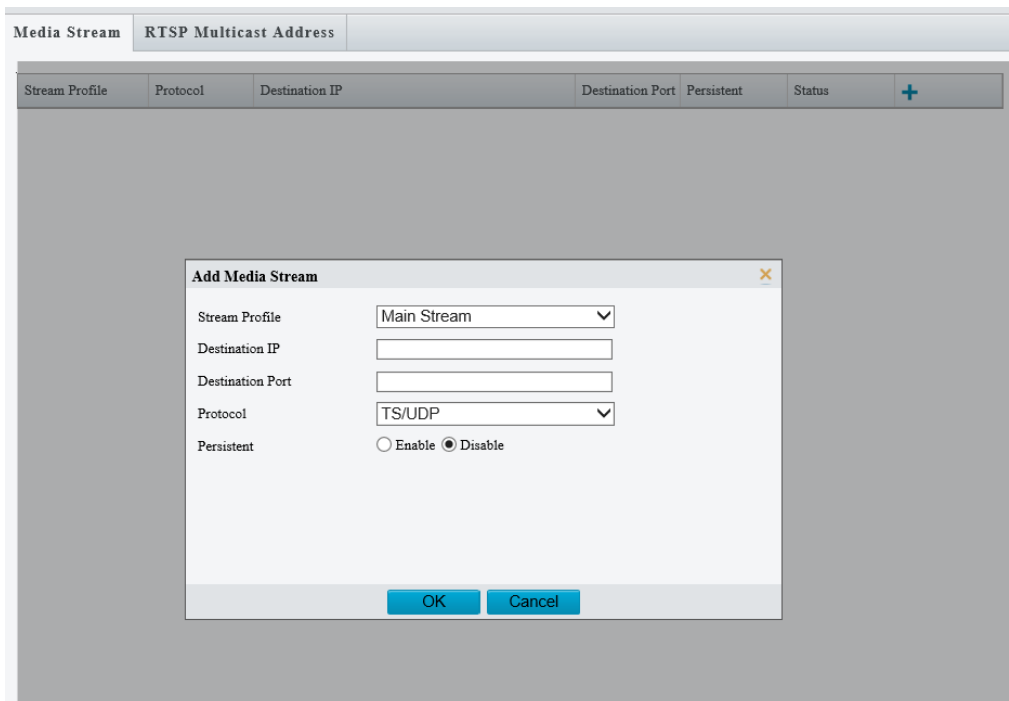 Media Stream RTSP Multicast Address
Stream Profile Protocol Destination IP Destination Port Persistent Status
Add Media Stream
Stream Profile Main Stream
Destination IP
Destination Port
Protocol TS/UDP
Persistent Enable Disable
OK Cancel